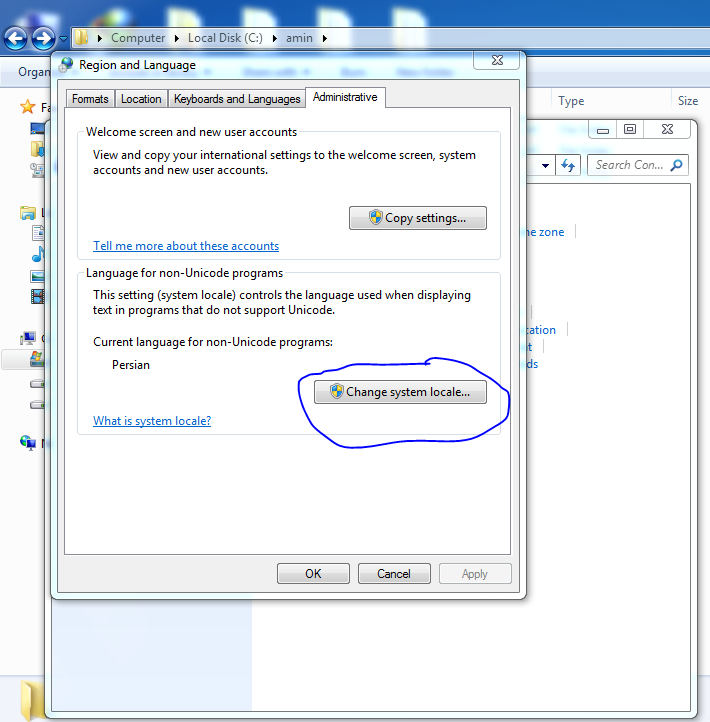 Computer
Local Disk (C:)
amin
Region and Language
Organ
Type
Size
Formats
Location
Keyboards and Languages
Administrative
Welcome screen and new user accounts
View and copy your international settings to the welcome screen, system
accounts and new user accounts.
Search Con...
Copy settings...
ne zone
Tell me more about these accounts
Language for non-Unicode programs
This setting (system locale) controls the language used when displaying
text in programs that do not support Unicode.
Current language for non-Unicode programs:
Persian
Change system locale...
What is system locale?
OK
Cancel
Apply